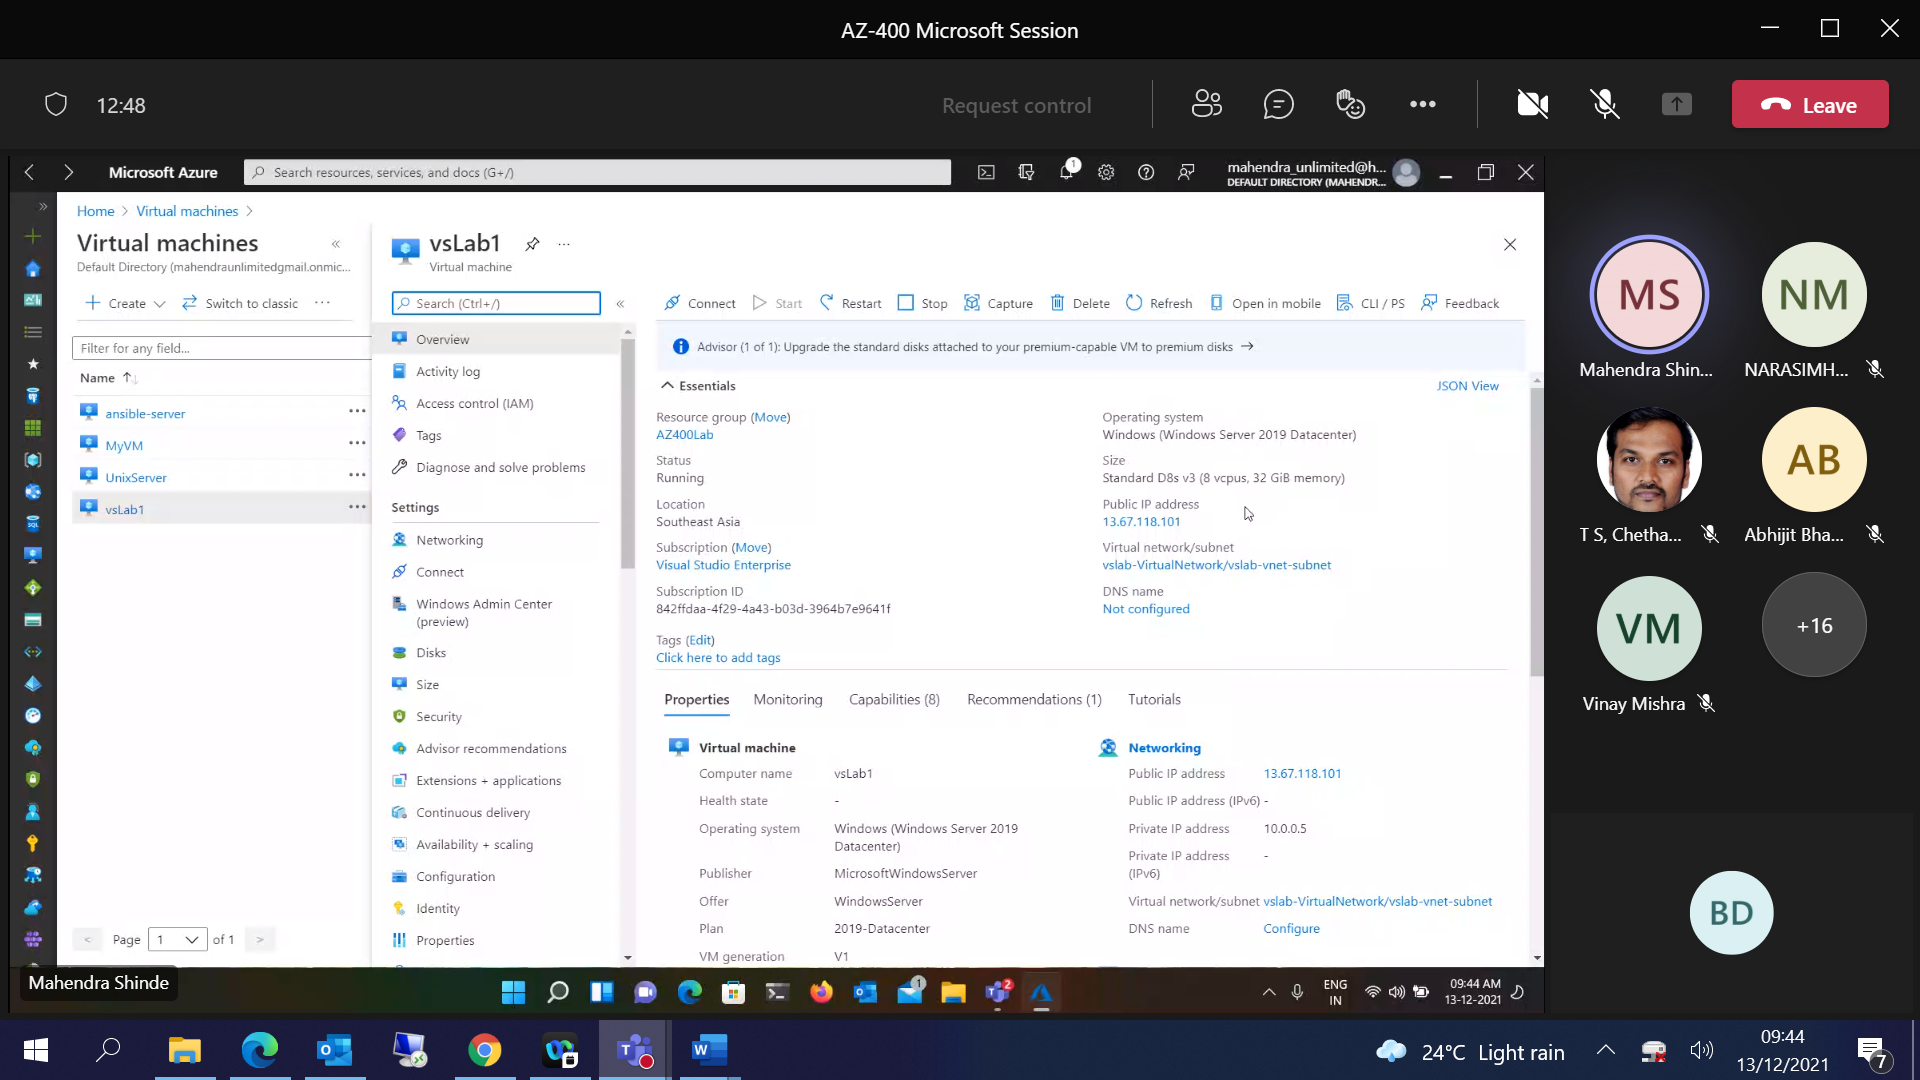 AZ-400 Microsoft Session
12:48
Request control
Leave
Microsoft Azure
Search resources, services, and docs (G+/)
1
mahendra_unlimited@h...
DEFAULT DIRECTORY (MAHENDR...
Home > Virtual machines >
Virtual machines
Default Directory (mahendraunlimitedgmail.onmic...
Create
Switch to classic
Filter for any field...
Name
ansible-server
MyVM
UnixServer
vsLab1
Page 1 of 1
vsLab1
Virtual machine
Search (Ctrl+/)
Overview
Activity log
Access control (IAM)
Tags
Diagnose and solve problems
Settings
Networking
Connect
Windows Admin Center
(preview)
Disks
Size
Security
Advisor recommendations
Extensions + applications
Continuous delivery
Availability + scaling
Configuration
Identity
Properties
Connect
Start
Restart
Stop
Capture
Delete
Refresh
Open in mobile
CLI / PS
Feedback
Advisor (1 of 1): Upgrade the standard disks attached to your premium-capable VM to premium disks →
Essentials
JSON View
Resource group (Move)
AZ400Lab
Status
Running
Location
Southeast Asia
Subscription (Move)
Visual Studio Enterprise
Subscription ID
842ffdaa-4f29-4a43-b03d-3964b7e9641f
Tags (Edit)
Click here to add tags
Operating system
Windows (Windows Server 2019 Datacenter)
Size
Standard D8s v3 (8 vcpus, 32 GiB memory)
Public IP address
13.67.118.101
Virtual network/subnet
vslab-VirtualNetwork/vslab-vnet-subnet
DNS name
Not configured
Properties
Monitoring
Capabilities (8)
Recommendations (1)
Tutorials
Virtual machine
Computer name vsLab1
Health state -
Operating system Windows (Windows Server 2019
Datacenter)
Publisher MicrosoftWindowsServer
Offer WindowsServer
Plan 2019-Datacenter
VM generation V1
Networking
Public IP address 13.67.118.101
Public IP address (IPv6) -
Private IP address 10.0.0.5
Private IP address -
(IPv6)
Virtual network/subnet vslab-VirtualNetwork/vslab-vnet-subnet
DNS name Configure
MS
Mahendra Shin...
NM
NARASIMH...
T S, Chetha...
AB
Abhijit Bha...
VM
Vinay Mishra
+16
BD
Mahendra Shinde
1
2
ENG
IN
09:44 AM
13-12-2021
24°C Light rain
09:44
13/12/2021
7